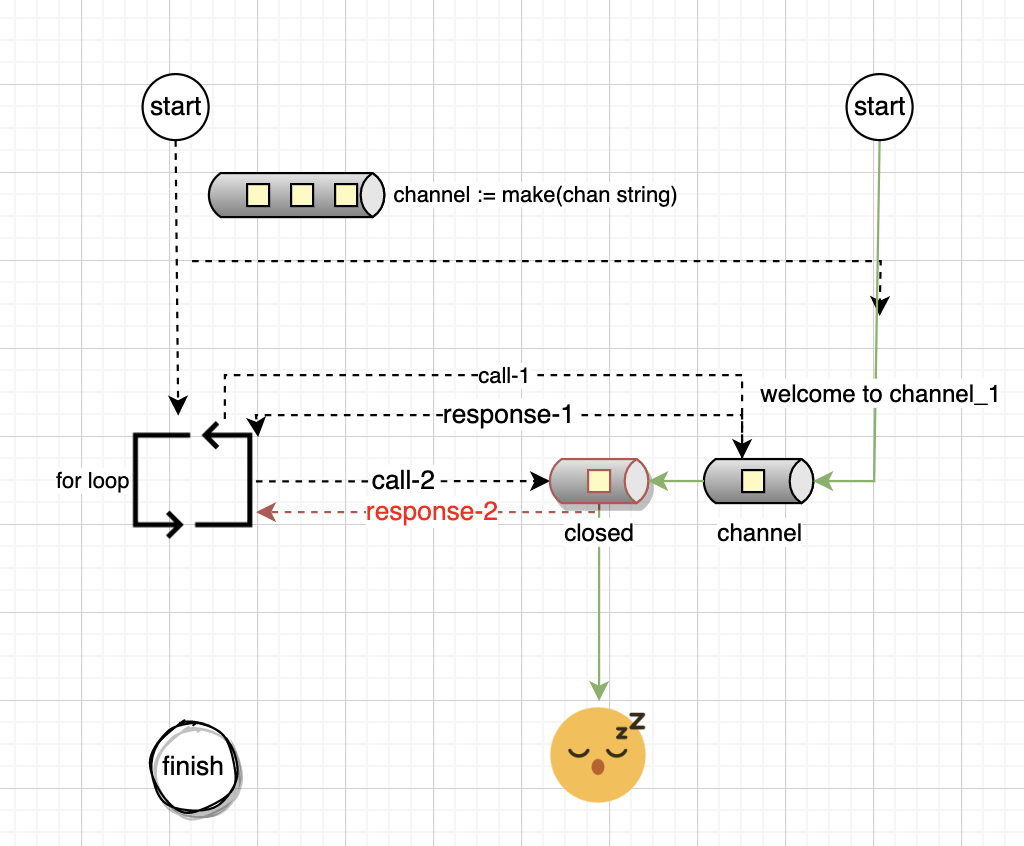 start
start
channel := make(chan string)
call-1
welcome to channel_1
response-1
for loop
call-2
response-2
closed
channel
z
Z
finish